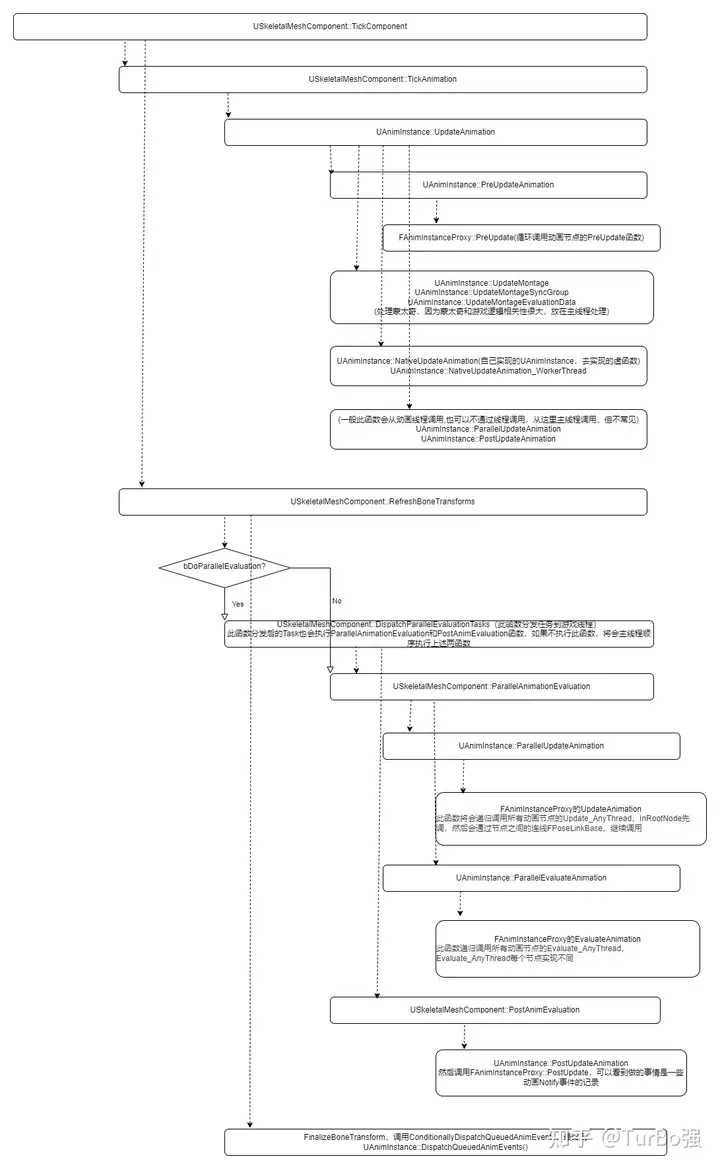 USkeletalMeshComponent::TickComponent
USkeletalMeshComponent::TickAnimation
UAnimInstance::UpdateAnimation
UAnimInstance::PreUpdateAnimation
FAnimInstanceProxy::PreUpdate(循环调用动画节点的PreUpdate函数)
UAnimInstance::UpdateMontage
UAnimInstance::UpdateMontageSyncGroup
UAnimInstance::UpdateMontageEvaluationData
(处理蒙太奇，因为蒙太奇和游戏逻辑相关性很大，放在主线程处理)
UAnimInstance::NativeUpdateAnimation(自己实现的UAnimInstance，去实现的虚函数)
UAnimInstance::NativeUpdateAnimation_WorkerThread
(一般此函数会从动画线程调用,也可以不通过线程调用，从这里主线程调用，但不常见)
UAnimInstance::ParallelUpdateAnimation
UAnimInstance::PostUpdateAnimation
USkeletalMeshComponent::RefreshBoneTransforms
bDoParallelEvaluation?
Yes
No
USkeletalMeshComponent::DispatchParallelEvaluationTasks（此函数分发任务到游戏线程）
此函数分发后的Task也会执行ParallelAnimationEvaluation和PostAnimEvaluation函数，如果不执行此函数，将会主线程顺
序执行上述两函数
USkeletalMeshComponent::ParallelAnimationEvaluation
UAnimInstance::ParallelUpdateAnimation
FAnimInstanceProxy的UpdateAnimation
此函数将会递归调用所有动画节点的Update_AnyThread，InRootNode先
调，然后会通过节点之间的连线FPoseLinkBase，继续调用
UAnimInstance::ParallelEvaluateAnimation
FAnimInstanceProxy的EvaluateAnimation
此函数递归调用所有动画节点的Evaluate_AnyThread，
Evaluate_AnyThread每个节点实现不同
USkeletalMeshComponent::PostAnimEvaluation
UAnimInstance::PostUpdateAnimation
然后调用FAnimInstanceProxy::PostUpdate，可以看到做的事情是一些
动画Notify事件的记录
FinalizeBoneTransform，调用ConditionallyDispatchQueuedAnimEvent
UAnimInstance::DispatchQueuedAnimEvents()
知乎 @TurBo强